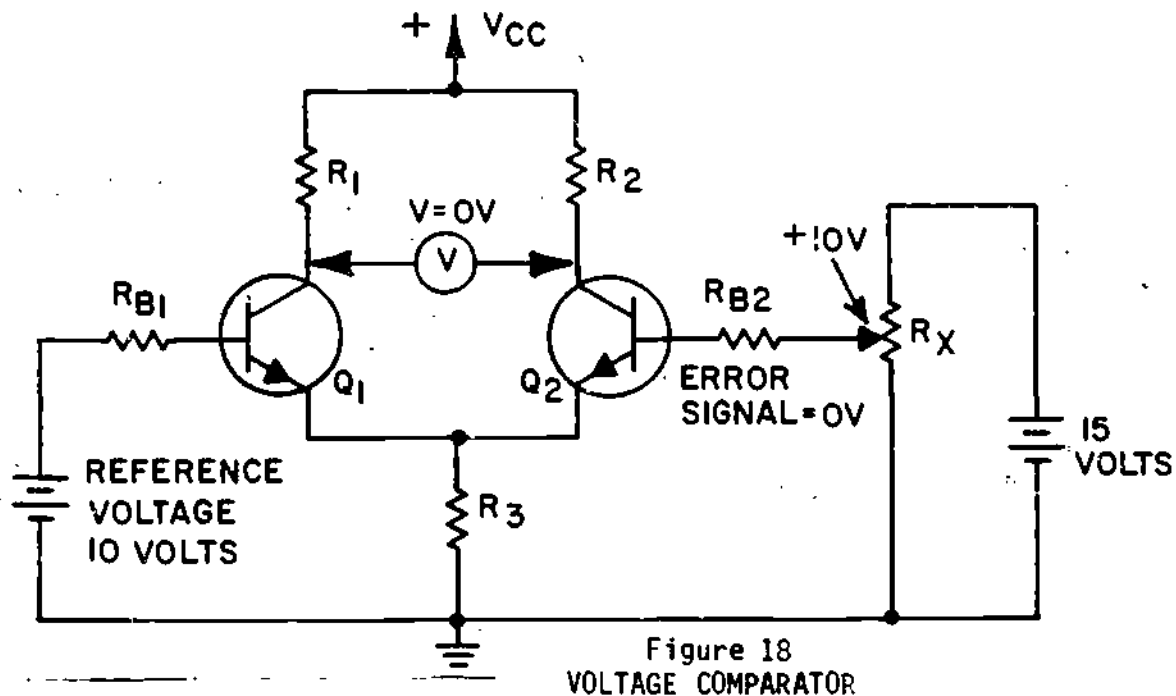 + VCC
R1
R2
V=0V
V
+10V
RB1
RB2
RX
Q1
Q2
ERROR
SIGNAL=0V
15
VOLTS
REFERENCE
VOLTAGE
10 VOLTS
R3
Figure 18
VOLTAGE COMPARATOR